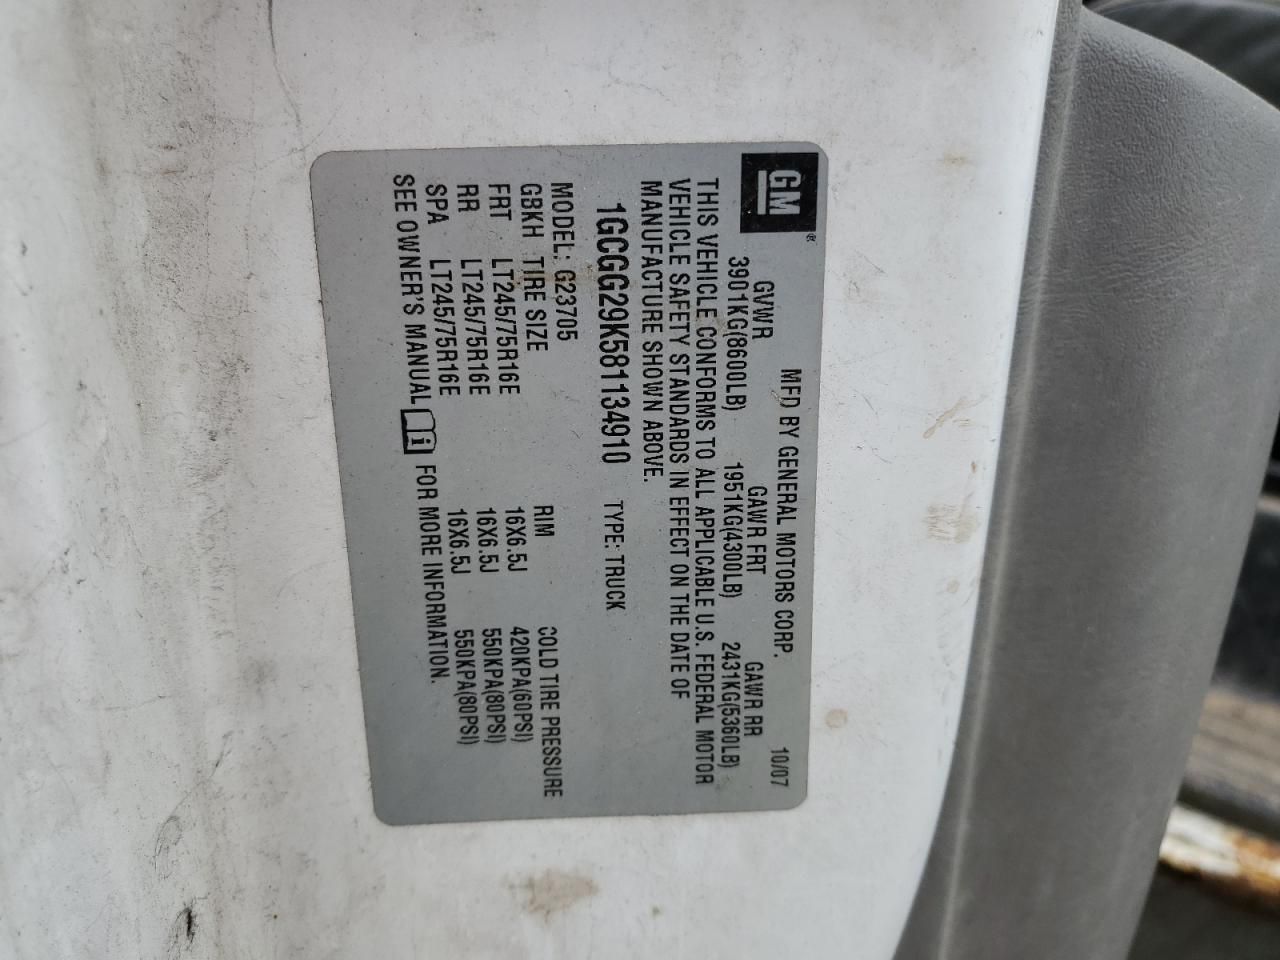 GM®
MFD BY GENERAL MOTORS CORP. 10/07
GVWR GAWR FRT GAWR RR
3901KG(8600LB) 1951KG(4300LB) 2431KG(5360LB)
THIS VEHICLE CONFORMS TO ALL APPLICABLE U.S. FEDERAL MOTOR
VEHICLE SAFETY STANDARDS IN EFFECT ON THE DATE OF
MANUFACTURE SHOWN ABOVE.
1GCGG29K581134910 TYPE: TRUCK
MODEL: G23705
GBKH TIRE SIZE RIM COLD TIRE PRESSURE
FRT LT245/75R16E 16X6.5J 420KPA(60PSI)
RR LT245/75R16E 16X6.5J 550KPA(80PSI)
SPA LT245/75R16E 16X6.5J 550KPA(80PSI)
SEE OWNER'S MANUAL FOR MORE INFORMATION.